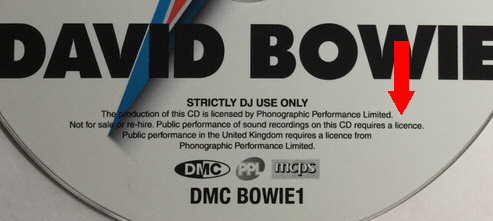 DAVID BOWIE
STRICTLY DJ USE ONLY
The production of this CD is licensed by Phonographic Performance Limited.
Not for sale or re-hire. Public performance of sound recordings on this CD requires a licence.
Public performance in the United Kingdom requires a licence from
Phonographic Performance Limited.
DMC PPL mcps
DMC BOWIE1